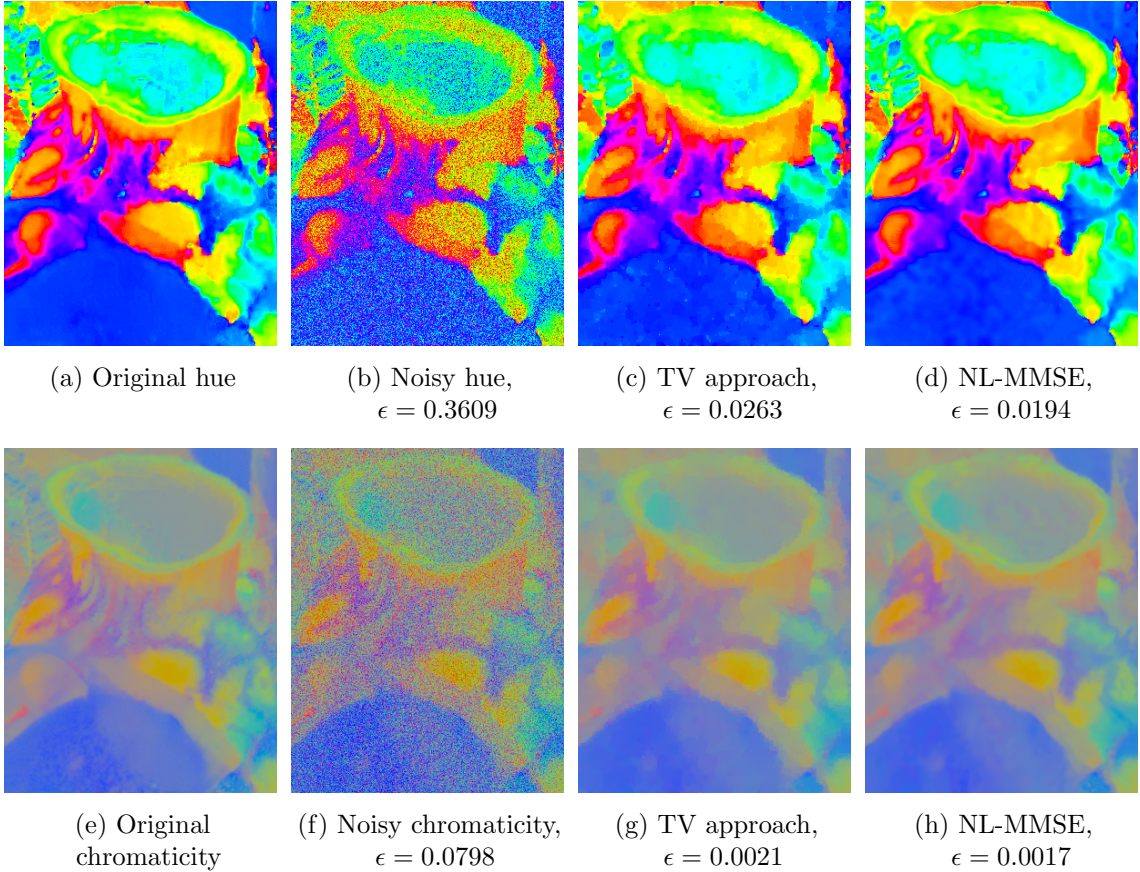 (a) Original hue
(b) Noisy hue,
ϵ = 0.3609
(c) TV approach,
ϵ = 0.0263
(d) NL-MMSE,
ϵ = 0.0194
(e) Original
chromaticity
(f) Noisy chromaticity,
ϵ = 0.0798
(g) TV approach,
ϵ = 0.0021
(h) NL-MMSE,
ϵ = 0.0017